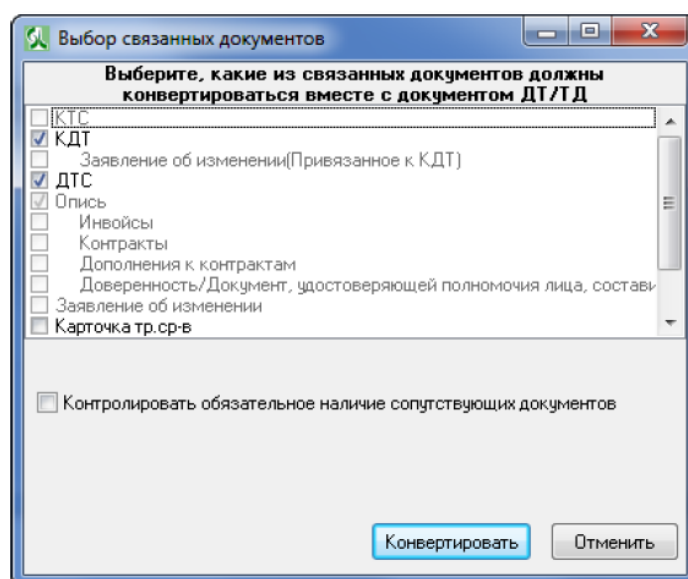 Выбор связанных документов
Выберите, какие из связанных документов должны
конвертироваться вместе с документом ДТ/ТД
КТС
КДТ
Заявление об изменении(Привязанное к КДТ)
ДТС
Опись
Инвойсы
Контракты
Дополнения к контрактам
Доверенность/Документ, удостоверяющей полномочия лица, состави
Заявление об изменении
Карточка тр.ср-в
Контролировать обязательное наличие сопутствующих документов
Конвертировать Отменить